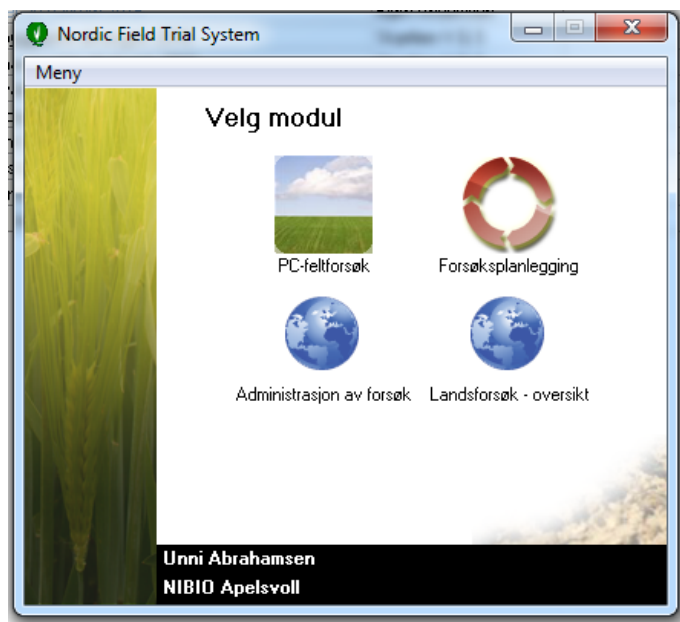 Nordic Field Trial System
Meny
Velg modul
PC-feltforsøk
Forsøksplanlegging
Administrasjon av forsøk
Landsforsøk - oversikt
Unni Abrahamsen
NIBIO Apelsvoll